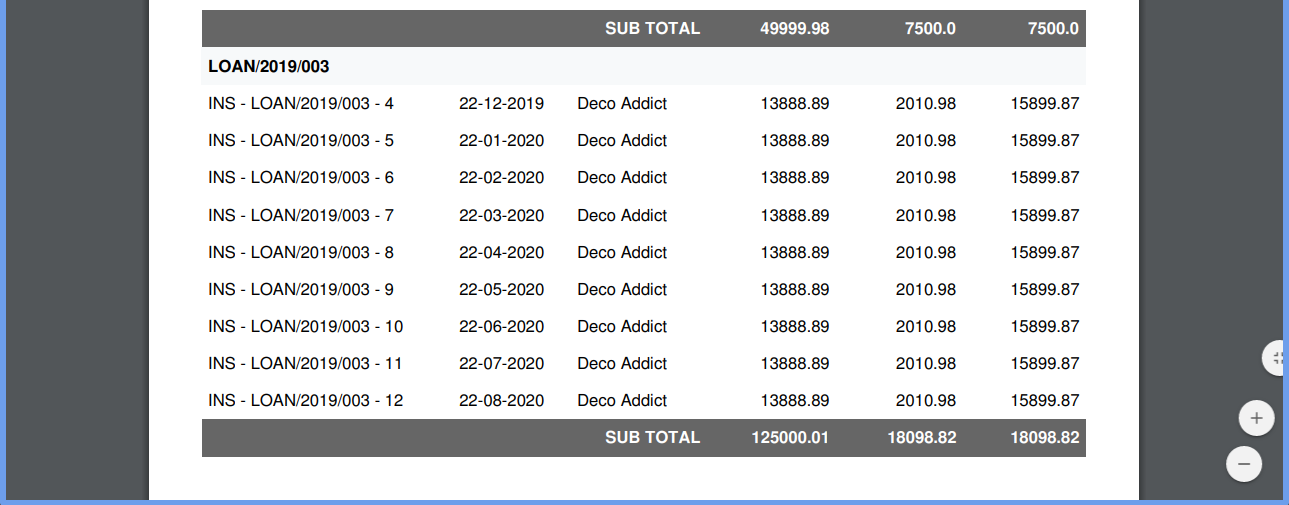 SUB TOTAL 49999.98 7500.0 7500.0
LOAN/2019/003
INS - LOAN/2019/003 - 4 22-12-2019 Deco Addict 13888.89 2010.98 15899.87
INS - LOAN/2019/003 - 5 22-01-2020 Deco Addict 13888.89 2010.98 15899.87
INS - LOAN/2019/003 - 6 22-02-2020 Deco Addict 13888.89 2010.98 15899.87
INS - LOAN/2019/003 - 7 22-03-2020 Deco Addict 13888.89 2010.98 15899.87
INS - LOAN/2019/003 - 8 22-04-2020 Deco Addict 13888.89 2010.98 15899.87
INS - LOAN/2019/003 - 9 22-05-2020 Deco Addict 13888.89 2010.98 15899.87
INS - LOAN/2019/003 - 10 22-06-2020 Deco Addict 13888.89 2010.98 15899.87
INS - LOAN/2019/003 - 11 22-07-2020 Deco Addict 13888.89 2010.98 15899.87
INS - LOAN/2019/003 - 12 22-08-2020 Deco Addict 13888.89 2010.98 15899.87
SUB TOTAL 125000.01 18098.82 18098.82